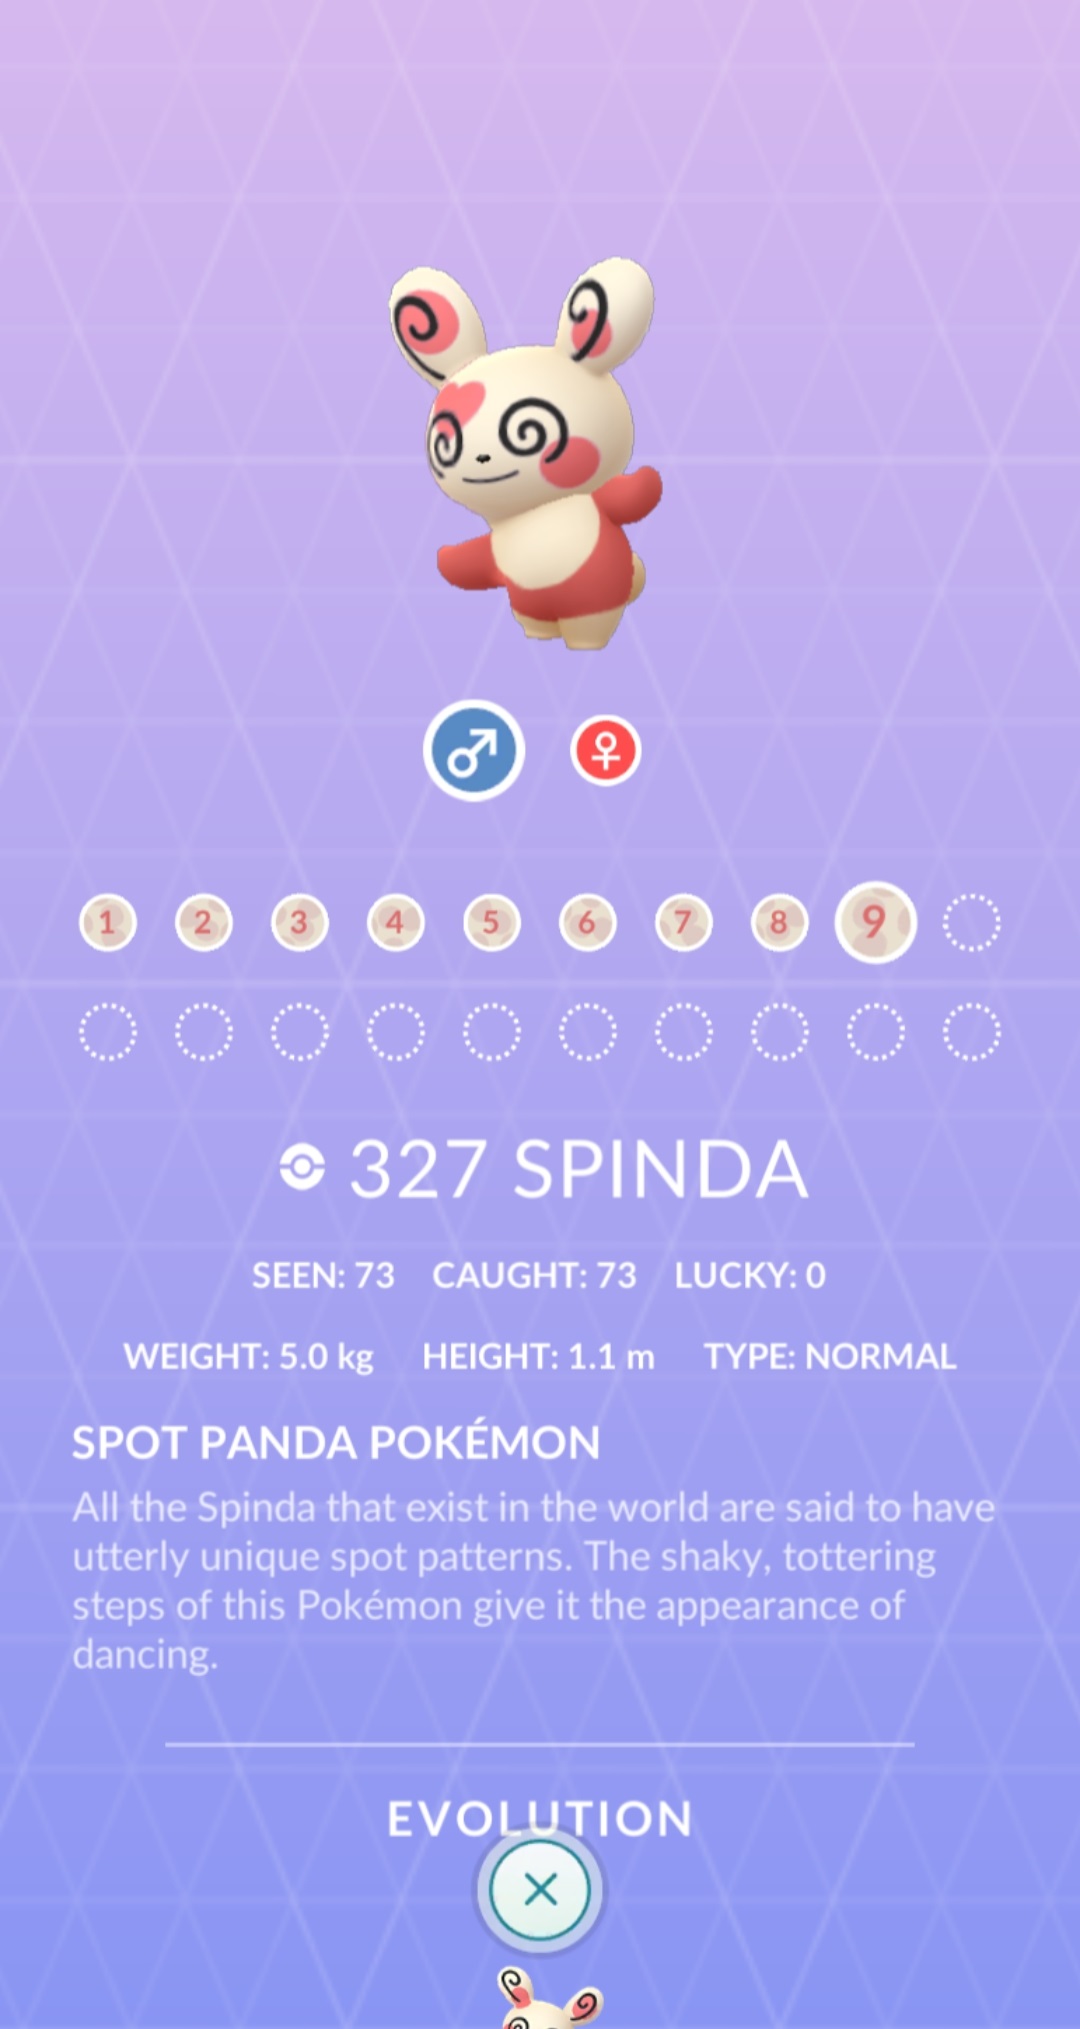 1 2 3 4 5 6 7 8 9
327 SPINDA
SEEN: 73 CAUGHT: 73 LUCKY: 0
WEIGHT: 5.0 kg HEIGHT: 1.1 m TYPE: NORMAL
SPOT PANDA POKÉMON
All the Spinda that exist in the world are said to have
utterly unique spot patterns. The shaky, tottering
steps of this Pokémon give it the appearance of
dancing.
EVOLUTION